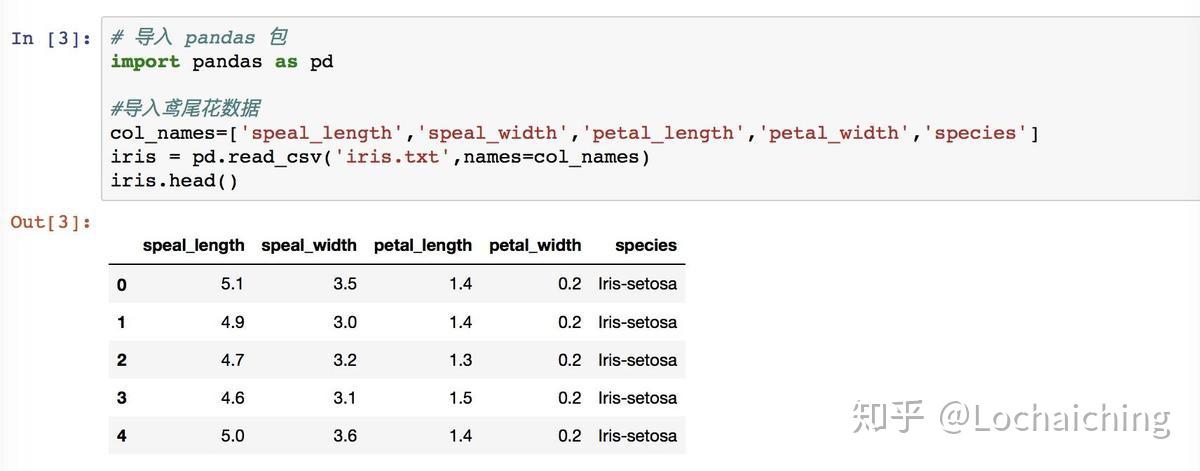 In [3]: # 导入 pandas 包
import pandas as pd
#导入鸢尾花数据
col_names=['speal_length','speal_width','petal_length','petal_width','species']
iris = pd.read_csv('iris.txt',names=col_names)
iris.head()
Out[3]:
speal_length speal_width petal_length petal_width species
0 5.1 3.5 1.4 0.2 Iris-setosa
1 4.9 3.0 1.4 0.2 Iris-setosa
2 4.7 3.2 1.3 0.2 Iris-setosa
3 4.6 3.1 1.5 0.2 Iris-setosa
4 5.0 3.6 1.4 0.2 Iris-setosa
知乎 @Lochaiching